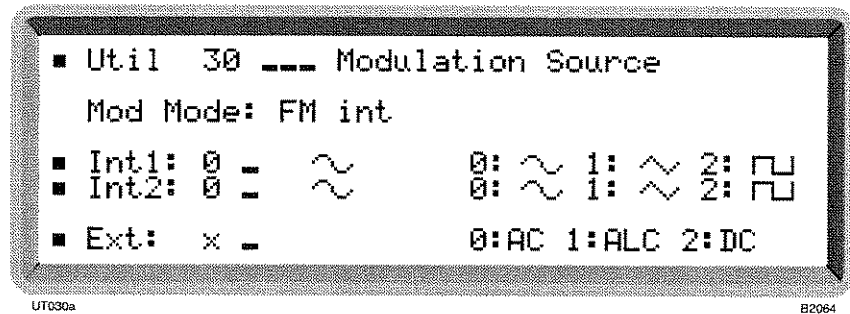 ▪ Util 30 ___ Modulation Source
Mod Mode: FM int
▪ Int1: 0 _ ∿ 0: ∿ 1: ∧∨ 2: ⊓⊔
▪ Int2: 0 _ ∿ 0: ∿ 1: ∧∨ 2: ⊓⊔
▪ Ext: x _ 0:AC 1:ALC 2:DC
UT030a
B2064